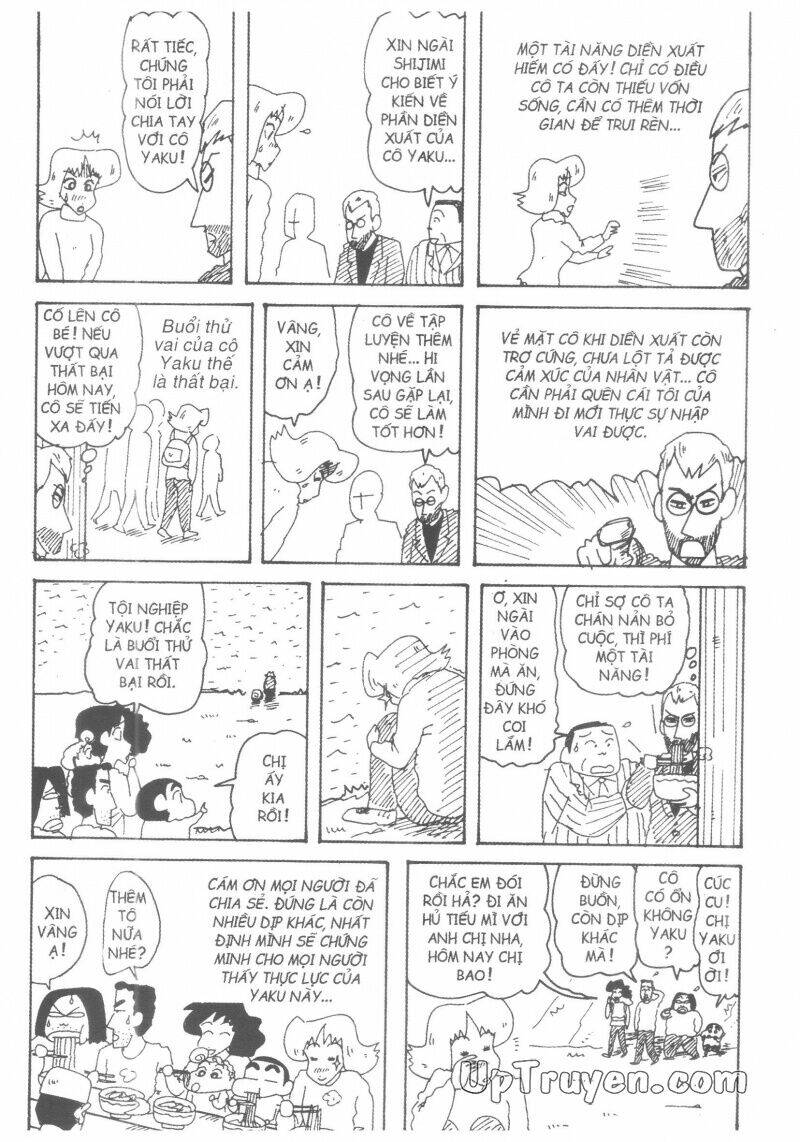 RẤT TIẾC,
CHÚNG
TÔI PHẢI
NÓI LỜI
CHIA TAY
VỚI CÔ
YAKU!
XIN NGÀI
SHIJIMI
CHO BIẾT Ý
KIẾN VỀ
PHẦN DIỄN
XUẤT CỦA
CÔ YAKU...
MỘT TÀI NĂNG DIỄN XUẤT
HIẾM CÓ ĐẤY! CHỈ CÓ ĐIỀU
CÔ TA CÒN THIẾU VỐN
SỐNG, CẦN CÓ THÊM THỜI
GIAN ĐỂ TRUI RÈN...
CỐ LÊN CÔ
BÉ! NẾU
VƯỢT QUA
THẤT BẠI
HÔM NAY,
CÔ SẼ TIẾN
XA ĐẤY!
Buổi thử
vai của cô
Yaku thế
là thất bại.
VÂNG,
XIN
CẢM
ƠN Ạ!
CÔ VỀ TẬP
LUYỆN THÊM
NHÉ... HI
VỌNG LẦN
SAU GẶP LẠI,
CÔ SẼ LÀM
TỐT HƠN!
VẺ MẶT CÔ KHI DIỄN XUẤT CÒN
TRƠ CỨNG, CHƯA LỘT TẢ ĐƯỢC
CẢM XÚC CỦA NHÂN VẬT... CÔ
CẦN PHẢI QUÊN CÁI TÔI CỦA
MÌNH ĐI MỚI THỰC SỰ NHẬP
VAI ĐƯỢC.
TỘI NGHIỆP
YAKU! CHẮC
LÀ BUỔI THỬ
VAI THẤT
BẠI RỒI.
CHỊ
ẤY
KIA
RỒI!
Ơ, XIN
NGÀI
VÀO
PHÒNG
MÀ ĂN,
ĐỨNG
ĐÂY KHÓ
COI
LẮM!
CHỈ SỢ CÔ TA
CHÁN NẢN BỎ
CUỘC, THÌ PHÍ
MỘT TÀI
NĂNG!
XIN
VÂNG
Ạ!
THÊM
TÔ
NỮA
NHÉ?
CÁM ƠN MỌI NGƯỜI ĐÃ
CHIA SẺ. ĐÚNG LÀ CÒN
NHIỀU DỊP KHÁC, NHẤT
ĐỊNH MÌNH SẼ CHỨNG
MINH CHO MỌI NGƯỜI
THẤY THỰC LỰC CỦA
YAKU NÀY...
CHẮC EM ĐÓI
RỒI HẢ? ĐI ĂN
HỦ TIẾU MÌ VỚI
ANH CHỊ NHA,
HÔM NAY CHỊ
BAO!
ĐỪNG
BUỒN,
CÒN DỊP
KHÁC
MÀ!
CÔ
CÓ ỔN
KHÔNG
YAKU
?
CÚC
CU!
CHỊ
YAKU
ƠI
ỜI!
UPTRUYEN.COM